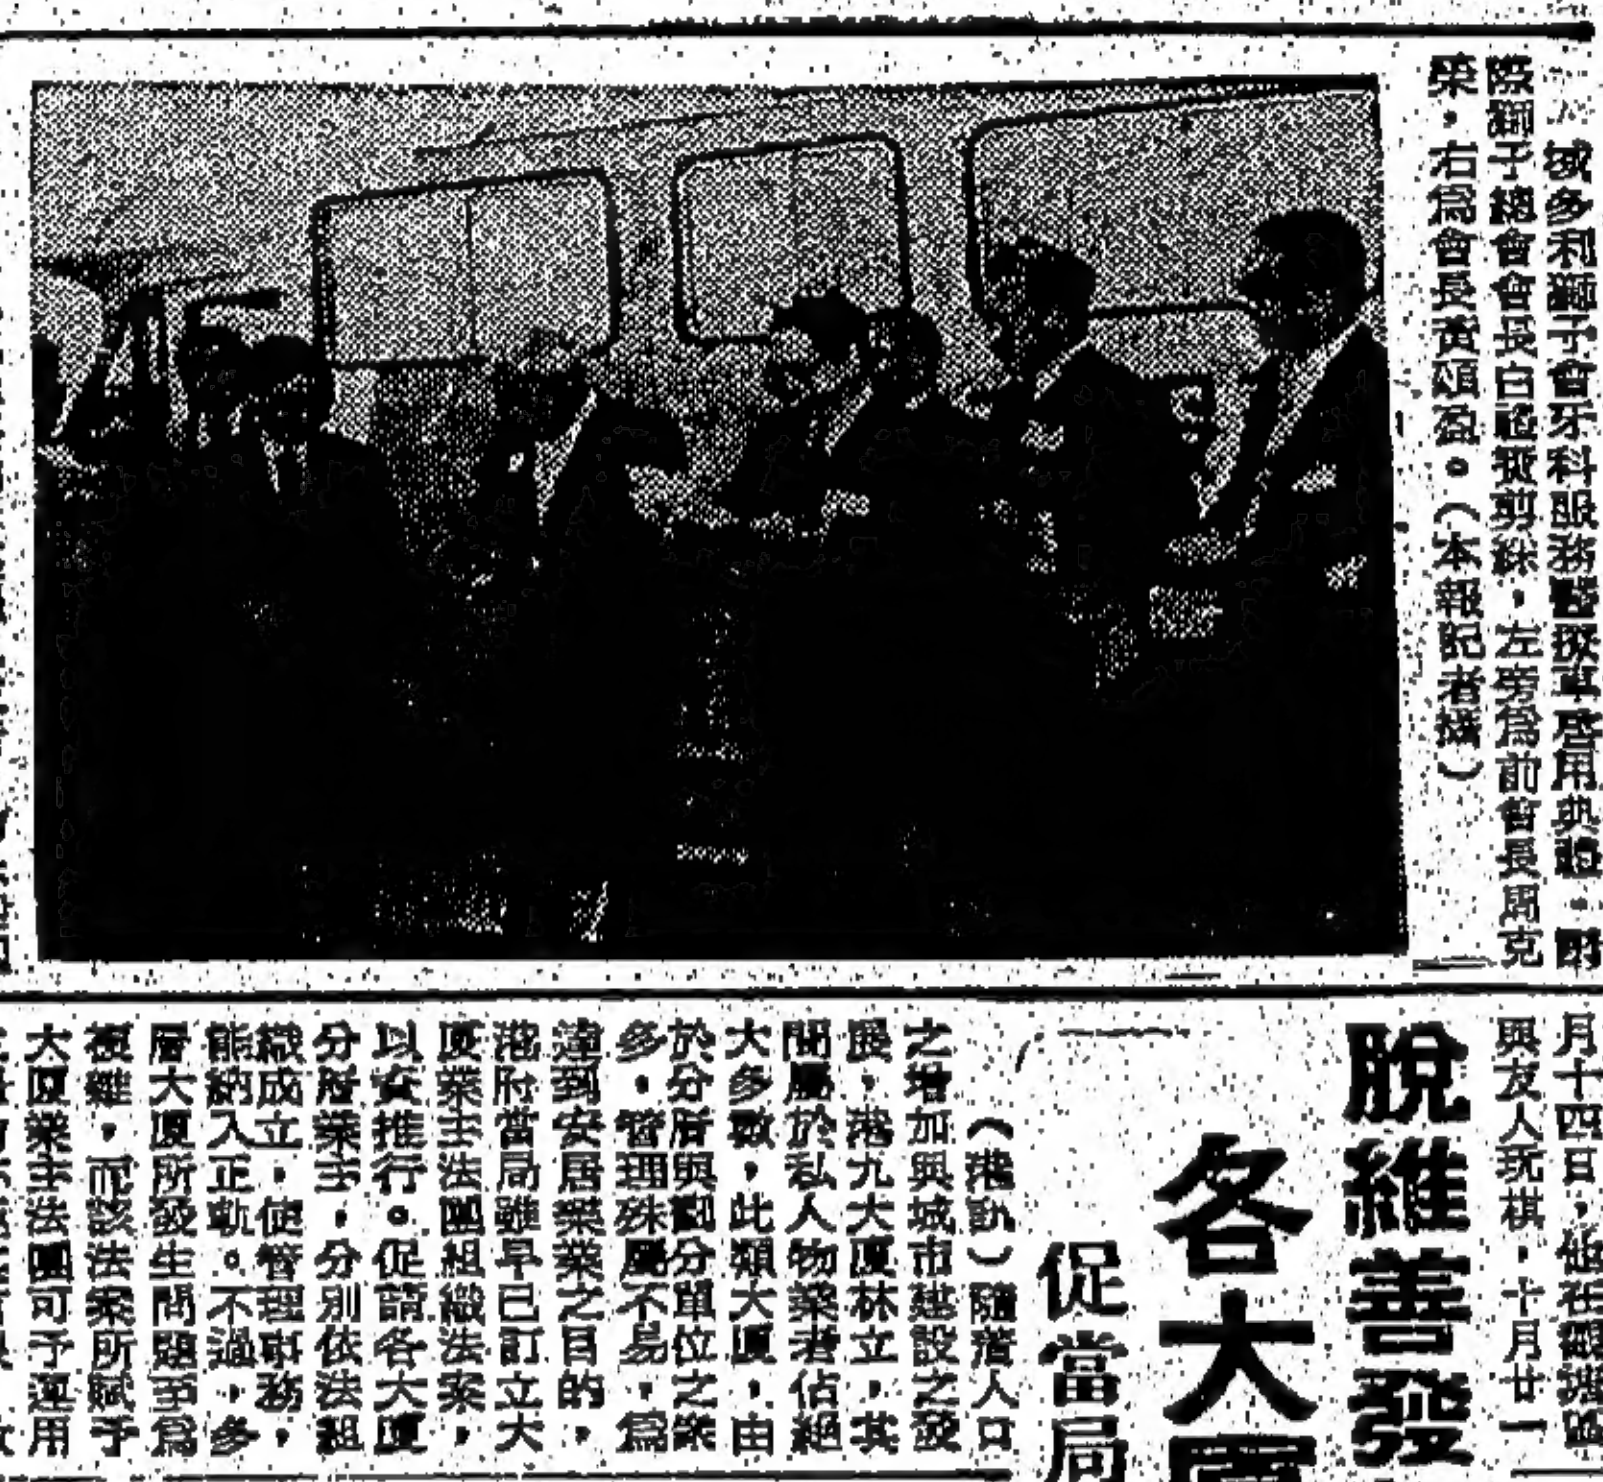 域多利獅子會牙科服務醫療車啓用典禮
際獅子總會會長白    剪綵，左旁爲前會長周克
榮，右爲會長黃頌盈。（本報記者攝）
月十四日，他在觀塘區
與友人玩棋，十月廿一
脫維善發
各大廈
促當局
（港訊）隨着人口
之增加與城市建設之發
展，港九大廈林立，其
間屬於私人物業者佔絕
大多數，此類大廈，由
於分層與劃分單位之衆
多，管理殊屬不易，爲
達到安居樂業之目的，
港府當局雖早已訂立大
廈業主法團組織法案，
以安推行。促請各大廈
分層業主，分別依法組
織成立，使管理事務，
能納入正軌。不過，多
層大廈所發生問題至爲
複雜，而該法案所賦予
大廈業主法團可予運用